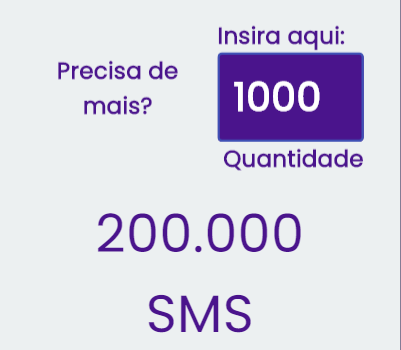 Insira aqui:
Precisa de
mais?
1000
Quantidade
200.000
SMS